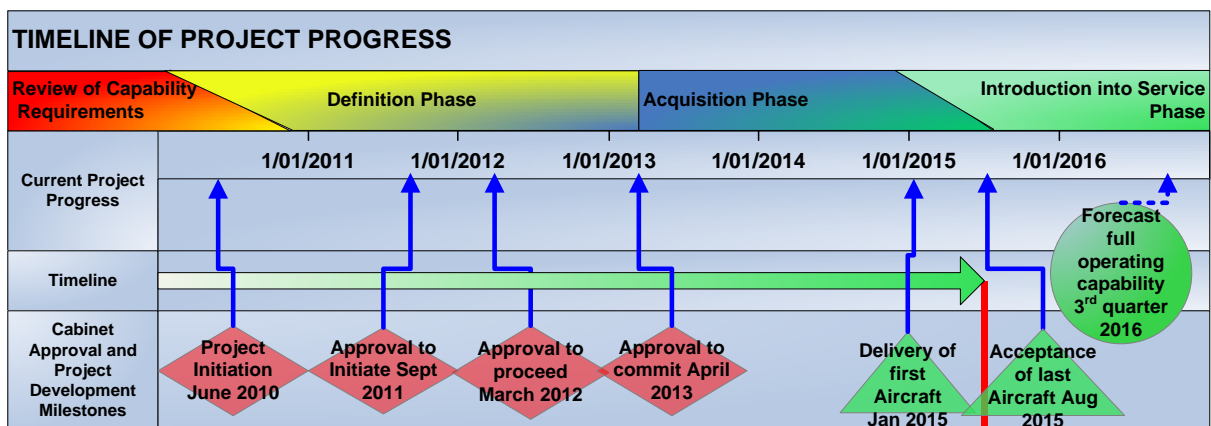 TIMELINE OF PROJECT PROGRESS
Review of Capability
Requirements
Definition Phase
Acquisition Phase
Introduction into Service
Phase
Current Project
Progress
1/01/2011
1/01/2012
1/01/2013
1/01/2014
1/01/2015
1/01/2016
Forecast
full
operating
capability
3rd quarter
2016
Timeline
Cabinet
Approval and
Project
Development
Milestones
Project
Initiation
June 2010
Approval to
Initiate Sept
2011
Approval to
proceed
March 2012
Approval to
commit April
2013
Delivery of
first
Aircraft
Jan 2015
Acceptance
of last
Aircraft Aug
2015